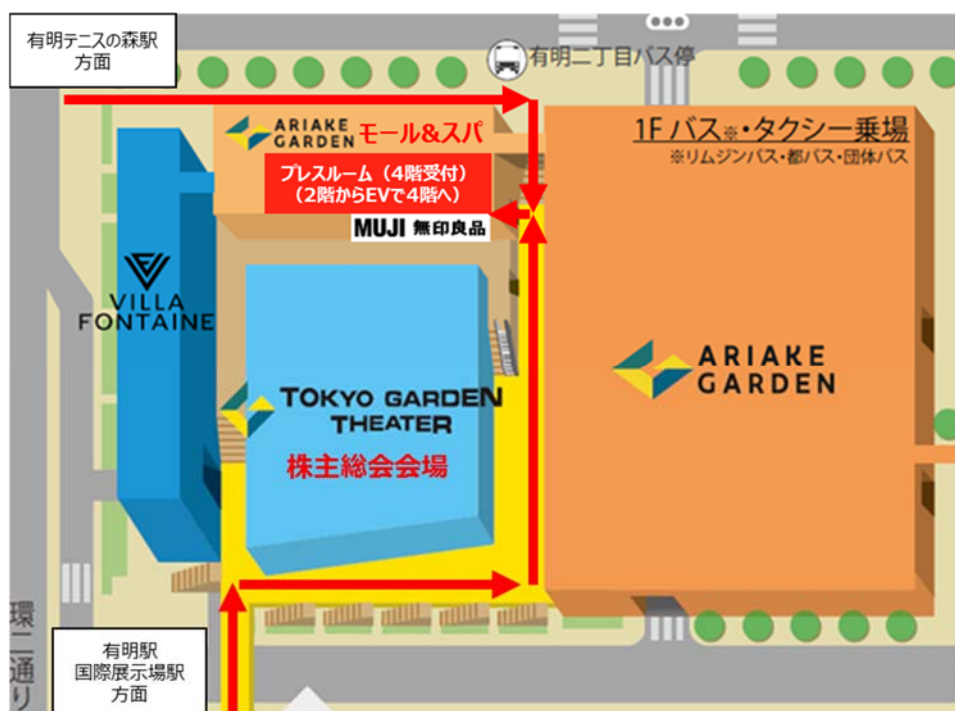 有明テニスの森駅
方面
有明二丁目バス停
ARIAKE
GARDEN
モール&スパ
プレスルーム（4階受付）
（2階からEVで4階へ）
MUJI 無印良品
1F バス※・タクシー乗場
※リムジンバス・都バス・団体バス
VILLA
FONTAINE
ARIAKE
GARDEN
TOKYO GARDEN
THEATER
株主総会会場
環二通り
有明駅
国際展示場駅
方面